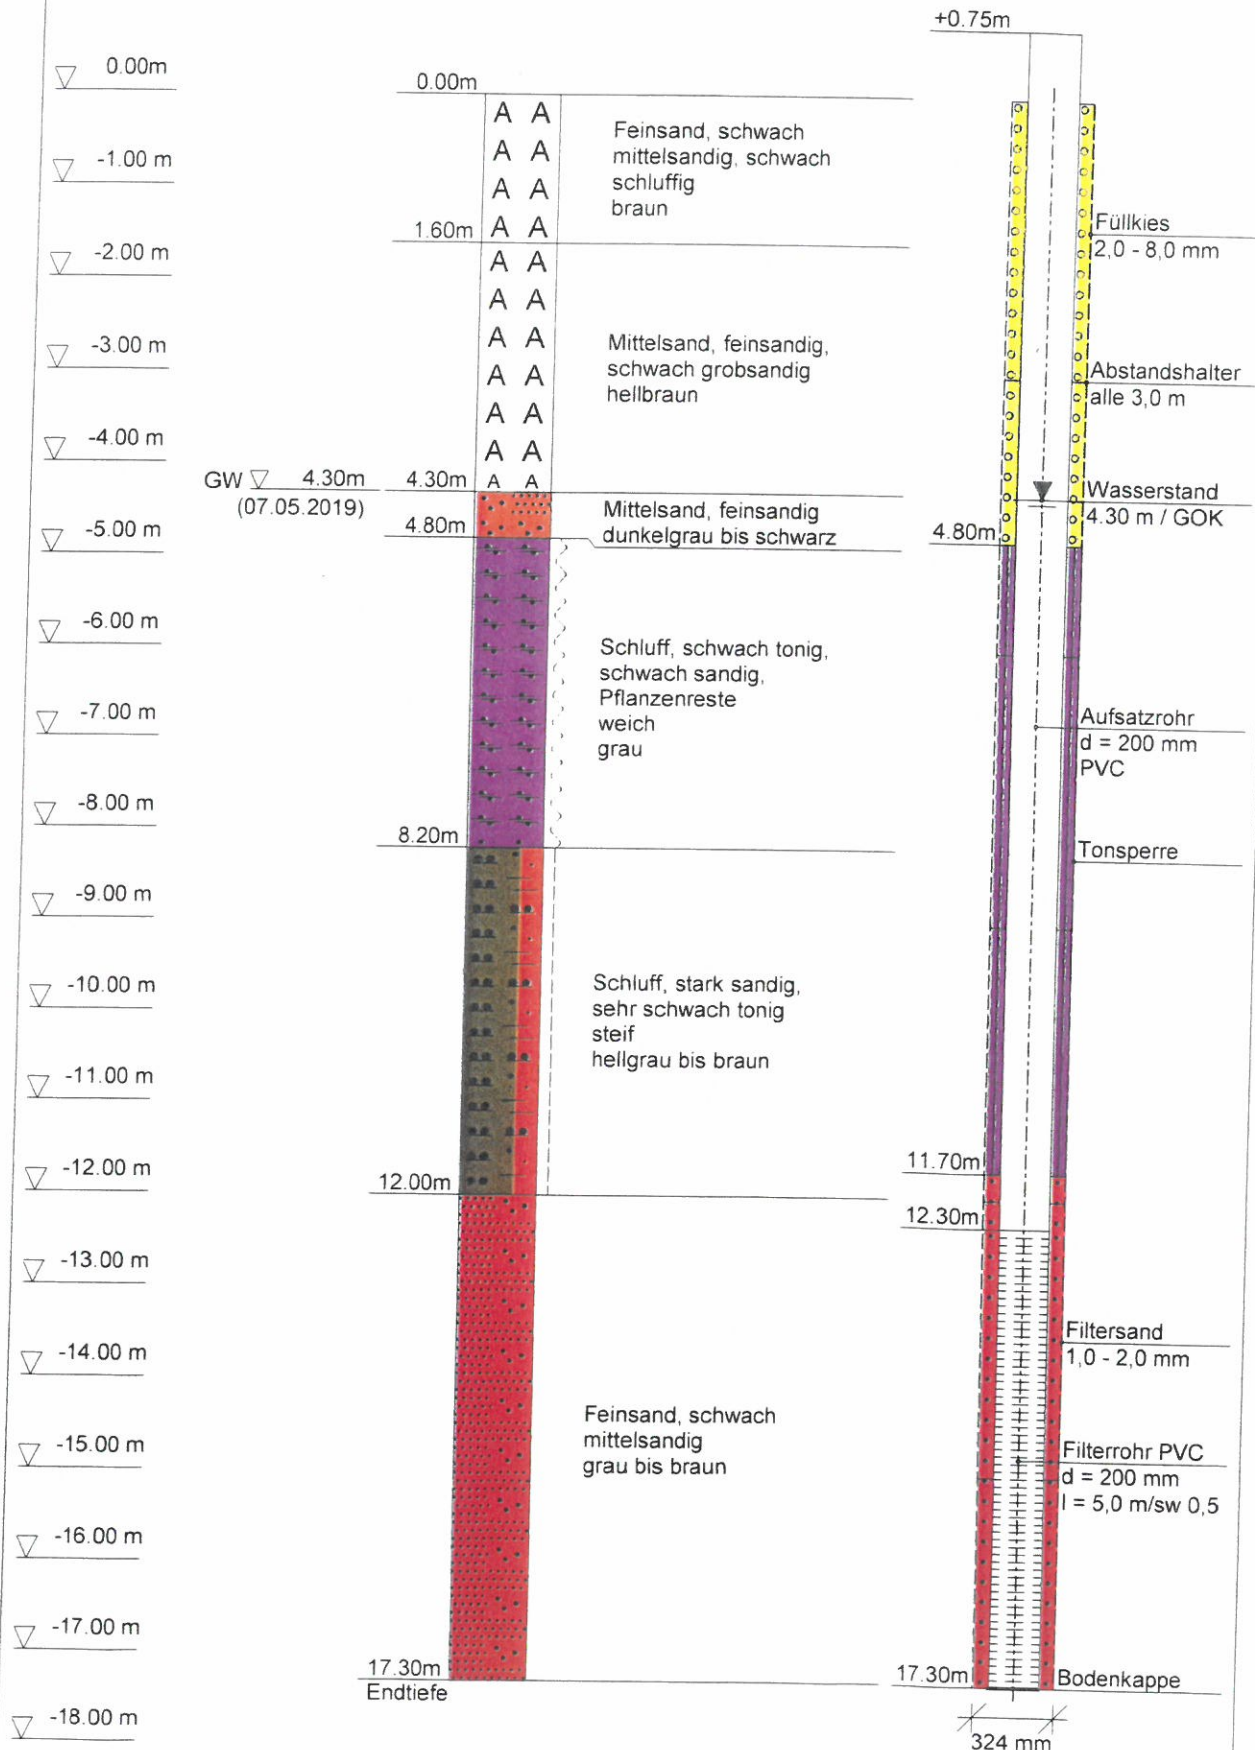 0.00m
-1.00 m
-2.00 m
-3.00 m
-4.00 m
-5.00 m
-6.00 m
-7.00 m
-8.00 m
-9.00 m
-10.00 m
-11.00 m
-12.00 m
-13.00 m
-14.00 m
-15.00 m
-16.00 m
-17.00 m
-18.00 m
GW 4.30m
(07.05.2019)
0.00m
A A
A A
A A
A A
1.60m
A A
A A
A A
A A
A A
A A
A A
4.30m
4.80m
8.20m
12.00m
17.30m
Endtiefe
Feinsand, schwach
mittelsandig, schwach
schluffig
braun
Mittelsand, feinsandig,
schwach grobsandig
hellbraun
Mittelsand, feinsandig
dunkelgrau bis schwarz
Schluff, schwach tonig,
schwach sandig,
Pflanzenreste
weich
grau
Schluff, stark sandig,
sehr schwach tonig
steif
hellgrau bis braun
Feinsand, schwach
mittelsandig
grau bis braun
+0.75m
4.80m
11.70m
12.30m
17.30m
Füllkies
2,0 - 8,0 mm
Abstandshalter
alle 3,0 m
Wasserstand
4.30 m / GOK
Aufsatzrohr
d = 200 mm
PVC
Tonsperre
Filtersand
1,0 - 2,0 mm
Filterrohr PVC
d = 200 mm
l = 5,0 m/sw 0,5
Bodenkappe
324 mm